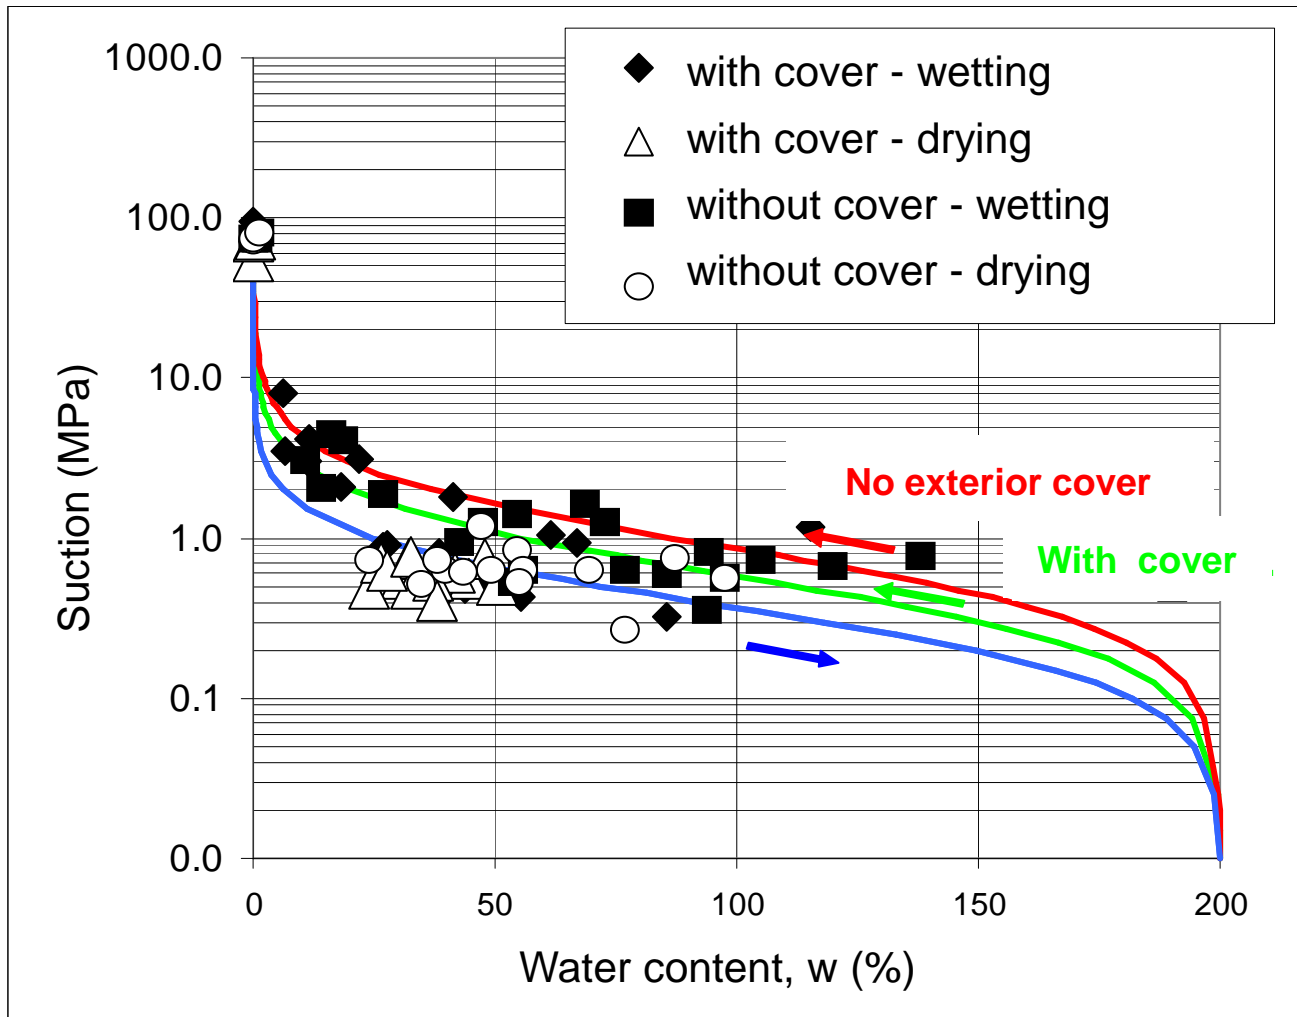 1000.0
100.0
10.0
1.0
0.1
0.0
Suction (MPa)
with cover - wetting
with cover - drying
without cover - wetting
without cover - drying
No exterior cover
With cover
0 50 100 150 200
Water content, w (%)